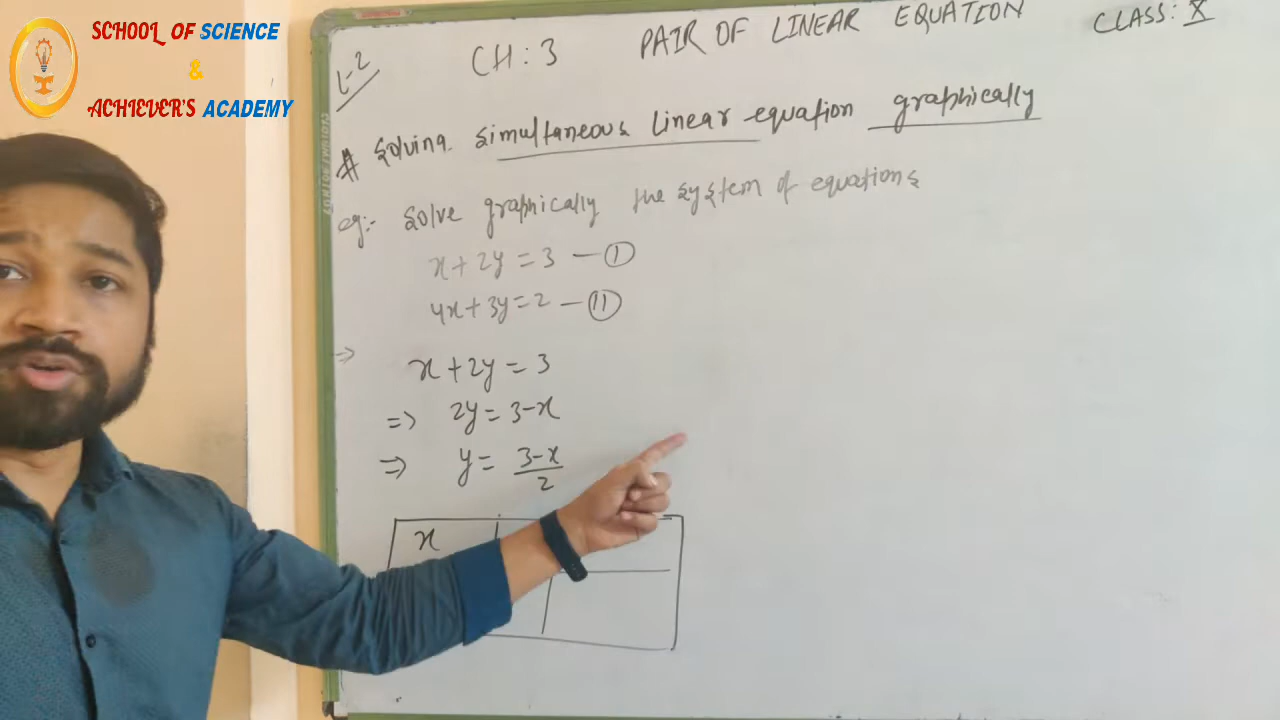 SCHOOL OF SCIENCE
&
ACHIEVER'S ACADEMY
L-2
CH: 3 PAIR OF LINEAR EQUATION CLASS: X
# Solving simultaneous linear equation graphically
eg:- Solve graphically the system of equations
x+2y=3 — (I)
4x+3y=2 — (II)
=> x+2y=3
=> 2y=3-x
=> y= 3-x/2
x